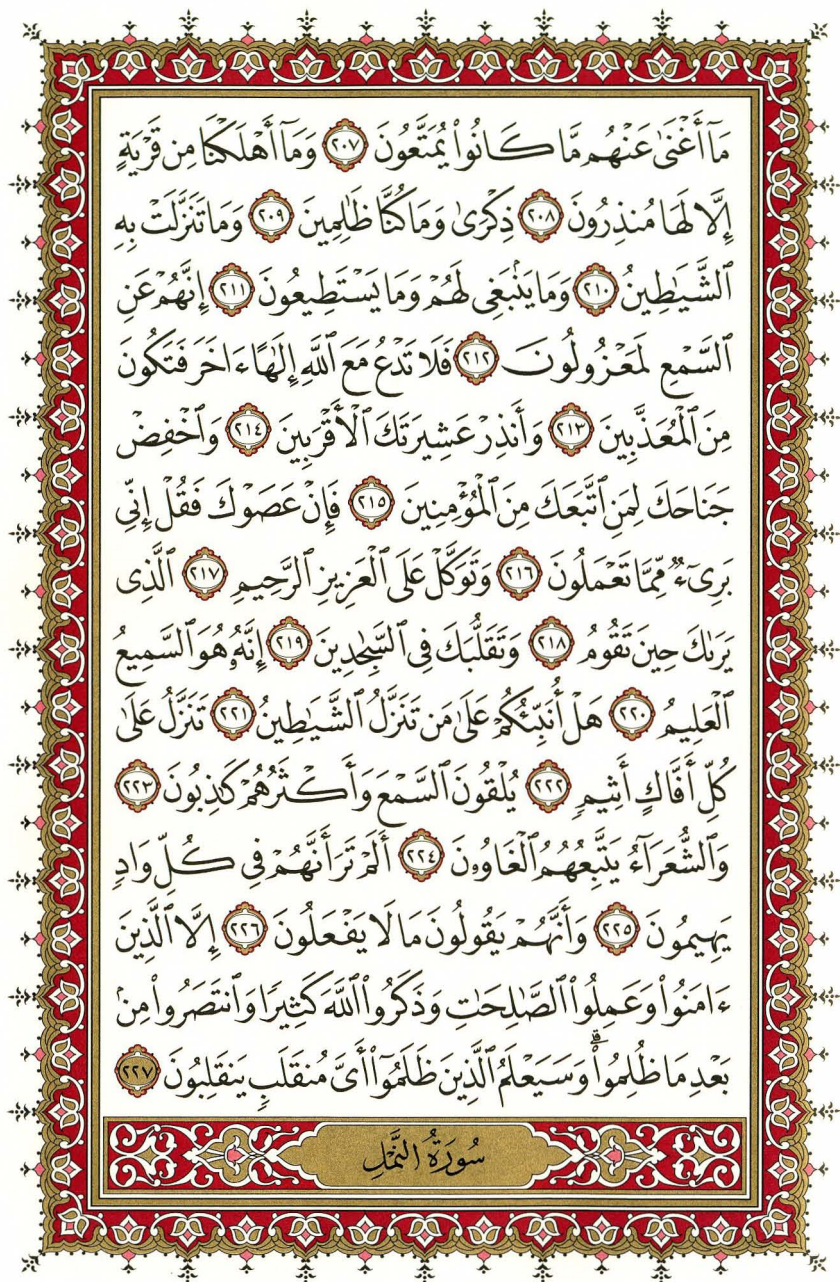 مَآ أَغْنَىٰ عَنْهُم مَّا كَانُوا۟ يُمَتَّعُونَ ٢٠٧ وَمَآ أَهْلَكْنَا مِن قَرْيَةٍ
إِلَّا لَهَا مُنذِرُونَ ٢٠٨ ذِكْرَىٰ وَمَا كُنَّا ظَٰلِمِينَ ٢٠٩ وَمَا تَنَزَّلَتْ بِهِ
ٱلشَّيَٰطِينُ ٢١٠ وَمَا يَنۢبَغِى لَهُمْ وَمَا يَسْتَطِيعُونَ ٢١١ إِنَّهُمْ عَنِ
ٱلسَّمْعِ لَمَعْزُولُونَ ٢١٢ فَلَا تَدْعُ مَعَ ٱللَّهِ إِلَٰهًا ءَاخَرَ فَتَكُونَ
مِنَ ٱلْمُعَذَّبِينَ ٢١٣ وَأَنذِرْ عَشِيرَتَكَ ٱلْأَقْرَبِينَ ٢١٤ وَٱخْفِضْ
جَنَاحَكَ لِمَنِ ٱتَّبَعَكَ مِنَ ٱلْمُؤْمِنِينَ ٢١٥ فَإِنْ عَصَوْكَ فَقُلْ إِنِّى
بَرِىٓءٌ مِّمَّا تَعْمَلُونَ ٢١٦ وَتَوَكَّلْ عَلَى ٱلْعَزِيزِ ٱلرَّحِيمِ ٢١٧ ٱلَّذِى
يَرَىٰكَ حِينَ تَقُومُ ٢١٨ وَتَقَلُّبَكَ فِى ٱلسَّٰجِدِينَ ٢١٩ إِنَّهُۥ هُوَ ٱلسَّمِيعُ
ٱلْعَلِيمُ ٢٢٠ هَلْ أُنَبِّئُكُمْ عَلَىٰ مَن تَنَزَّلُ ٱلشَّيَٰطِينُ ٢٢١ تَنَزَّلُ عَلَىٰ
كُلِّ أَفَّاكٍ أَثِيمٍ ٢٢٢ يُلْقُونَ ٱلسَّمْعَ وَأَكْثَرُهُمْ كَٰذِبُونَ ٢٢٣
وَٱلشُّعَرَآءُ يَتَّبِعُهُمُ ٱلْغَاوُۥنَ ٢٢٤ أَلَمْ تَرَ أَنَّهُمْ فِى كُلِّ وَادٍ
يَهِيمُونَ ٢٢٥ وَأَنَّهُمْ يَقُولُونَ مَا لَا يَفْعَلُونَ ٢٢٦ إِلَّا ٱلَّذِينَ
ءَامَنُوا۟ وَعَمِلُوا۟ ٱلصَّٰلِحَٰتِ وَذَكَرُوا۟ ٱللَّهَ كَثِيرًا وَٱنتَصَرُوا۟ مِنۢ
بَعْدِ مَا ظُلِمُوا۟ ۗ وَسَيَعْلَمُ ٱلَّذِينَ ظَلَمُوٓا۟ أَىَّ مُنقَلَبٍ يَنقَلِبُونَ ٢٢٧
سُورَةُ النَّمْلِ